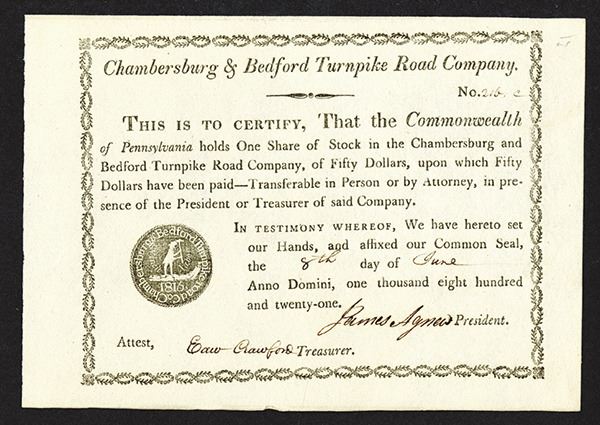 Chambersburg & Bedford Turnpike Road Company.
No.
This is to certify, That the Commonwealth
of Pennsylvania holds One Share of Stock in the Chambersburg and
Bedford Turnpike Road Company, of Fifty Dollars, upon which Fifty
Dollars have been paid—Transferable in Person or by Attorney, in pre-
sence of the President or Treasurer of said Company.
In testimony whereof, We have hereto set
our Hands, and affixed our Common Seal,
the 8th day of June
Anno Domini, one thousand eight hundred
and twenty-one.
James Agnew President.
Attest, Edw Crawford Treasurer.
1816